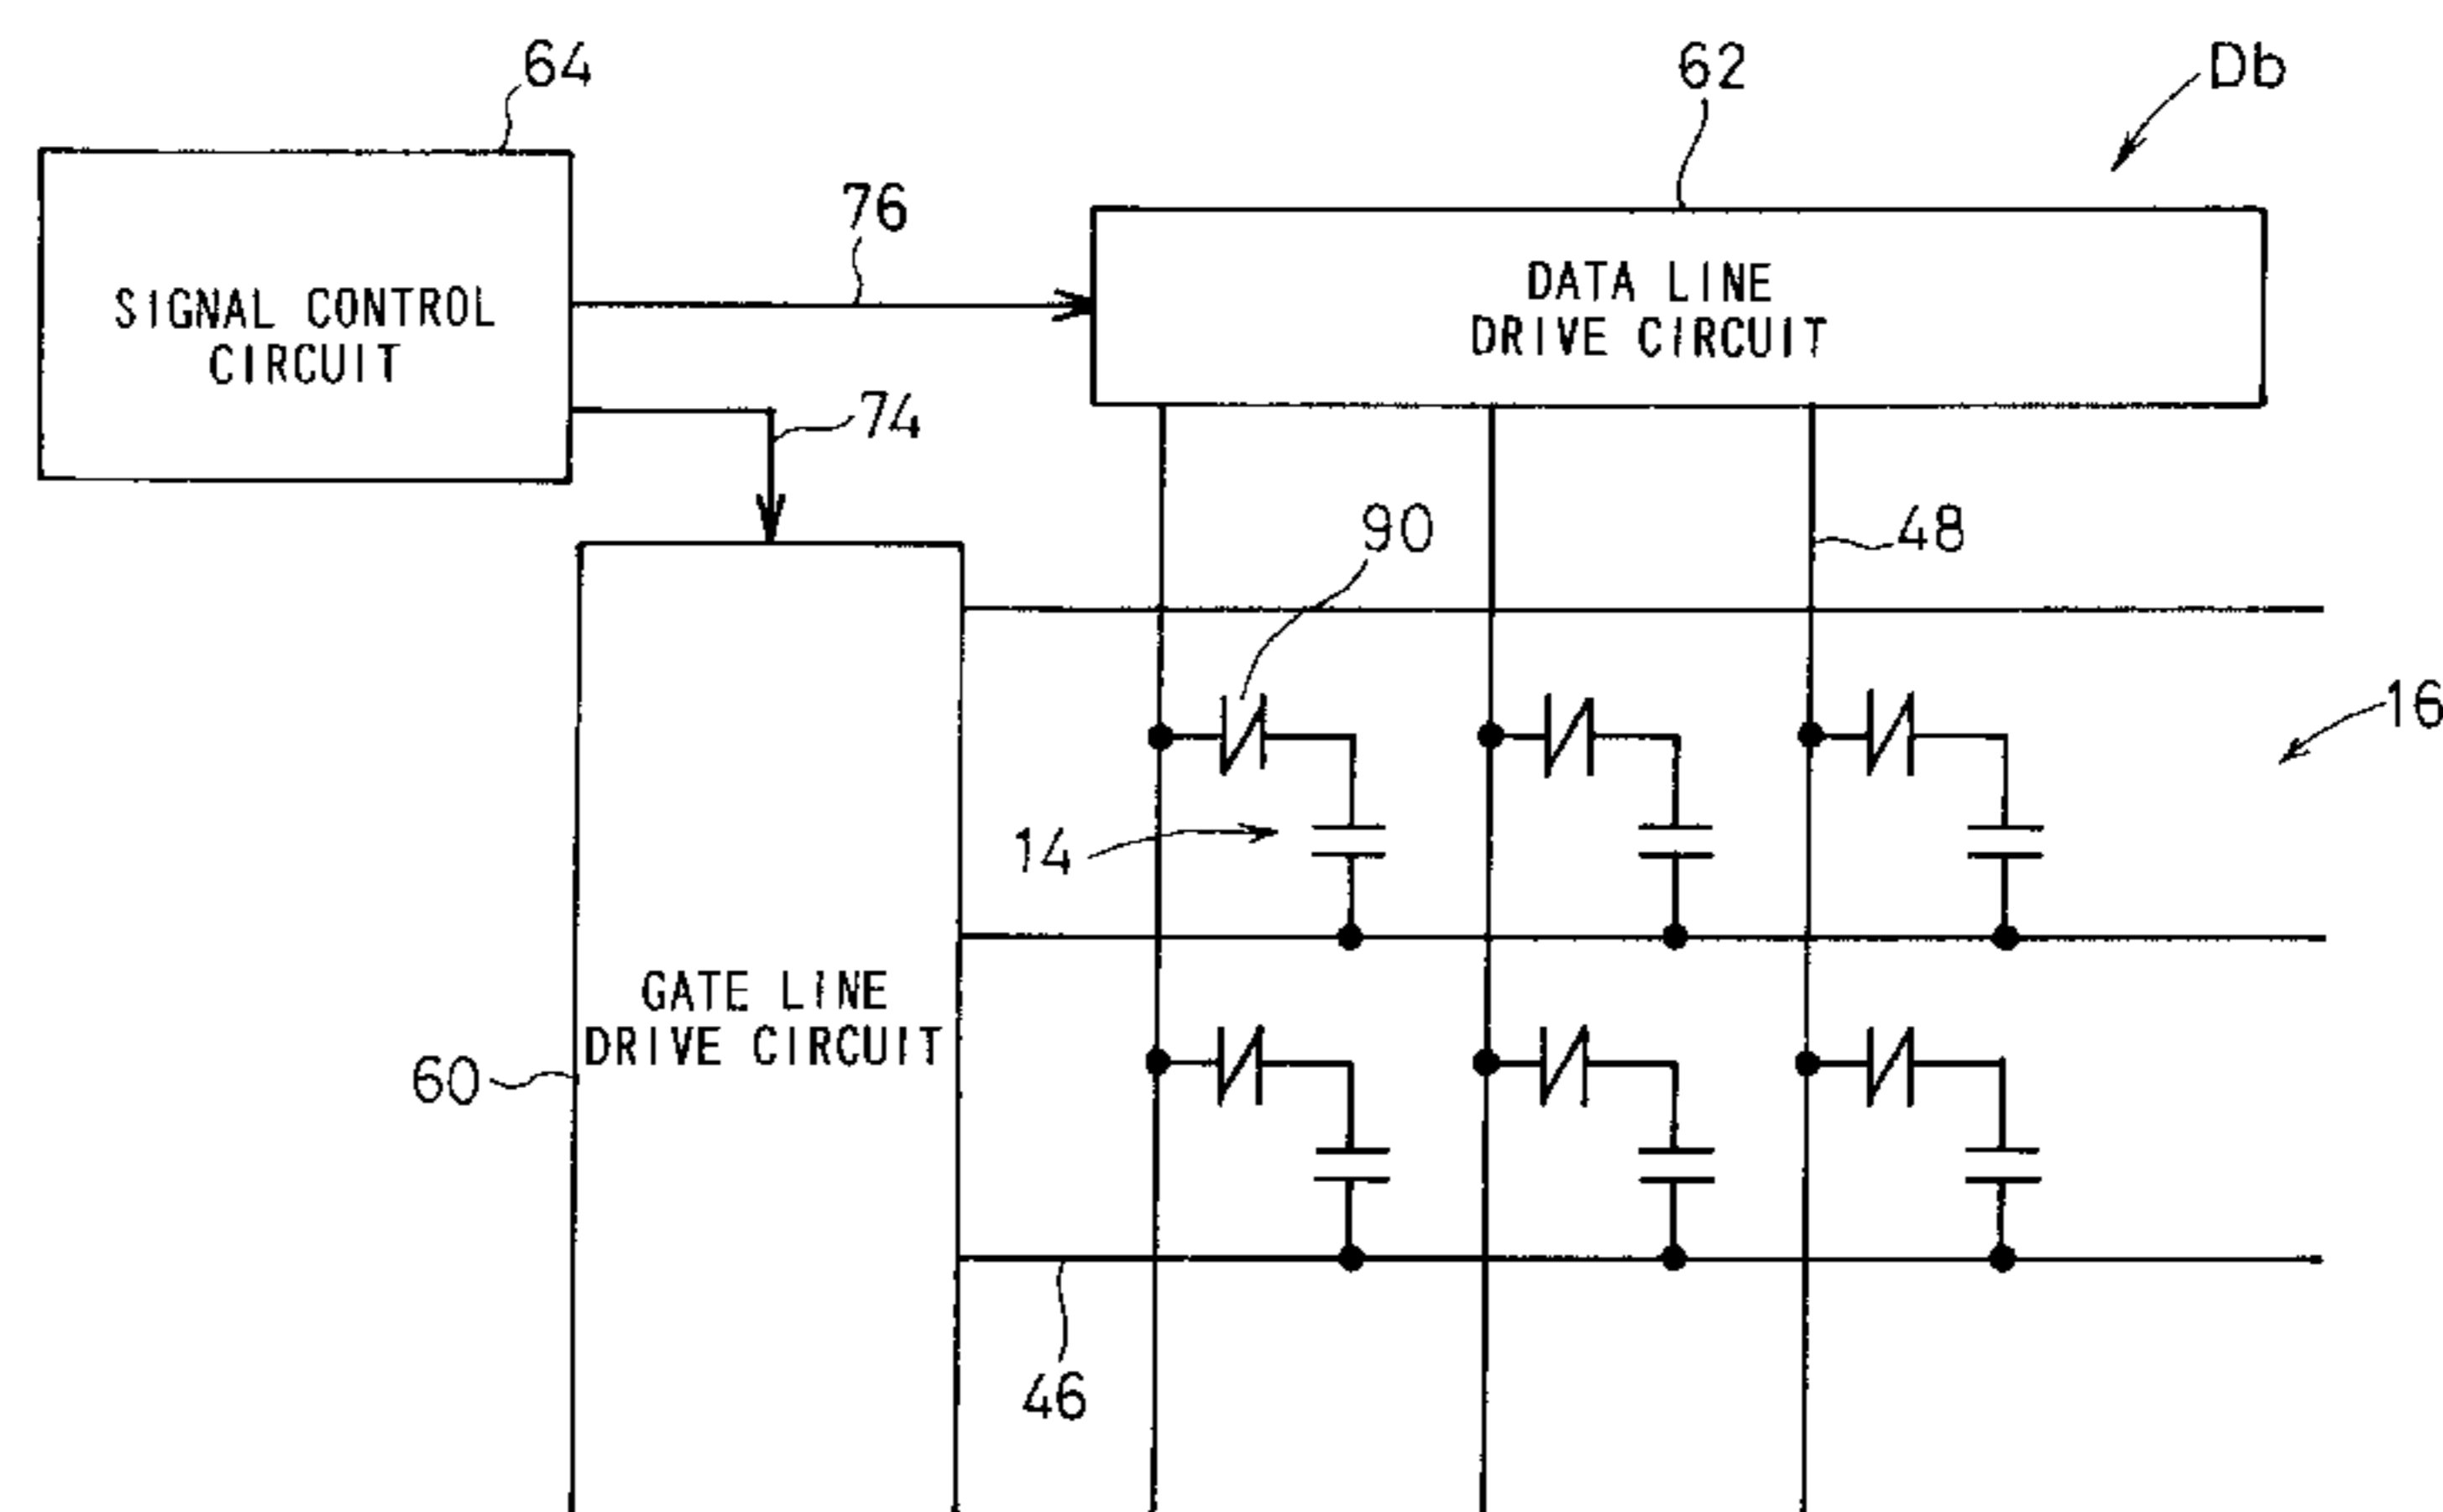 64
62
Db
76
SIGNAL CONTROL
CIRCUIT
DATA LINE
DRIVE CIRCUIT
74
90
48
16
14
GATE LINE
DRIVE CIRCUIT
60
46